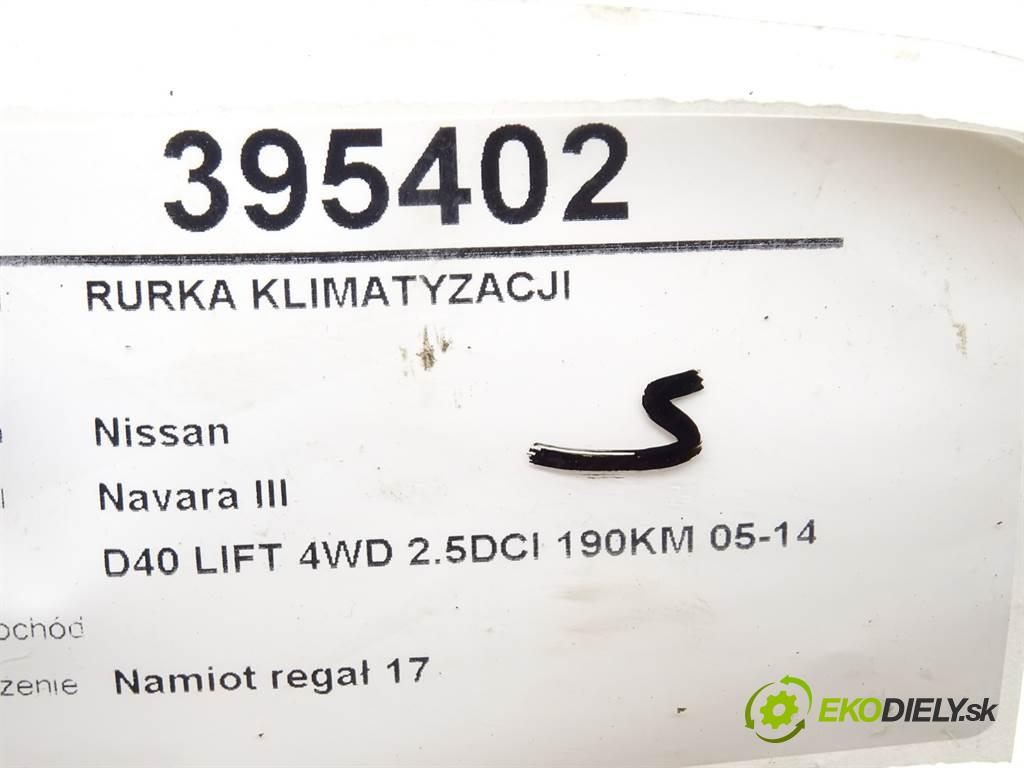 395402
RURKA KLIMATYZACJI
Nissan
Navara III
D40 LIFT 4WD 2.5DCI 190KM 05-14
ochód
zenie Namiot regał 17
S
EKODIELY.sk